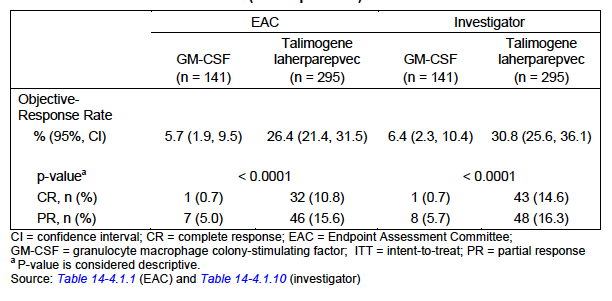 EAC Investigator
GM-CSF Talimogene GM-CSF Talimogene
(n = 141) laherparepvec (n = 141) laherparepvec
(n = 295) (n = 295)
Objective-
Response Rate
% (95%, CI) 5.7 (1.9, 9.5) 26.4 (21.4, 31.5) 6.4 (2.3, 10.4) 30.8 (25.6, 36.1)
p-valueᵃ < 0.0001 < 0.0001
CR, n (%) 1 (0.7) 32 (10.8) 1 (0.7) 43 (14.6)
PR, n (%) 7 (5.0) 46 (15.6) 8 (5.7) 48 (16.3)
CI = confidence interval; CR = complete response; EAC = Endpoint Assessment Committee;
GM-CSF = granulocyte macrophage colony-stimulating factor; ITT = intent-to-treat; PR = partial response
ᵃ P-value is considered descriptive.
Source: Table 14-4.1.1 (EAC) and Table 14-4.1.10 (investigator)